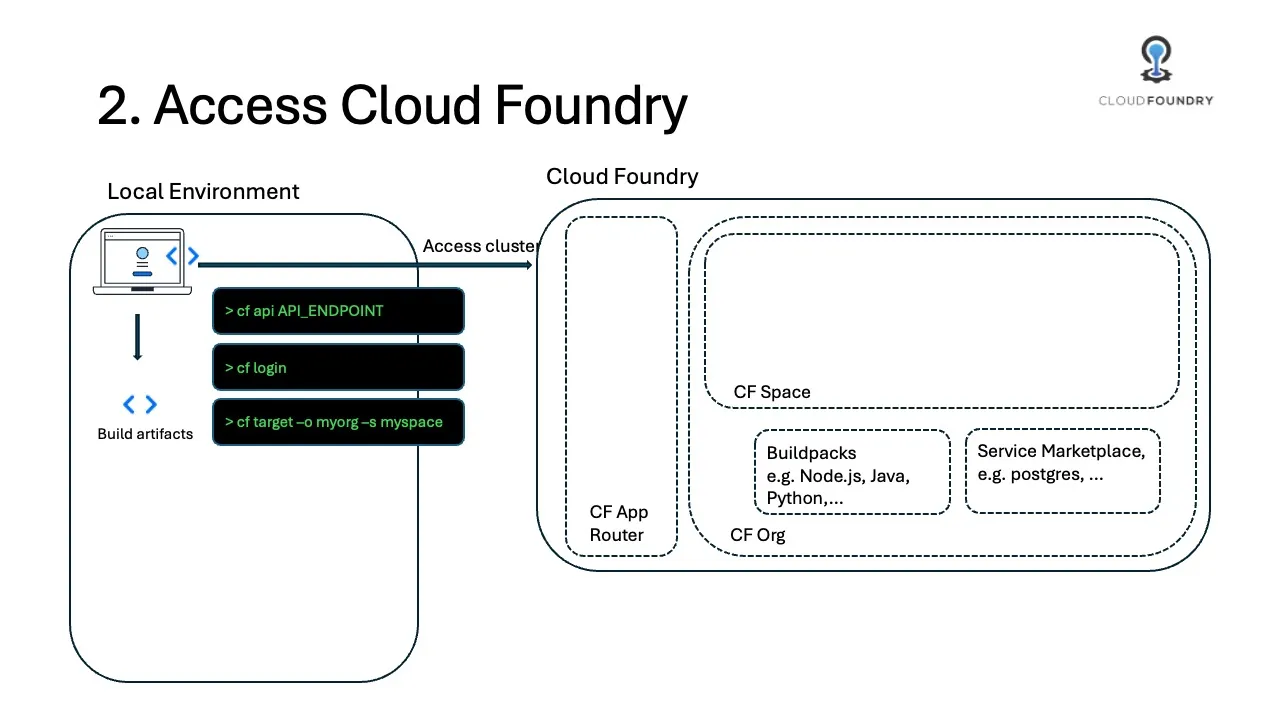 CLOUDFOUNDRY
2. Access Cloud Foundry
Local Environment
Cloud Foundry
Access cluster
> cf api API_ENDPOINT
> cf login
> cf target –o myorg –s myspace
Build artifacts
CF App
Router
CF Space
Buildpacks
e.g. Node.js, Java,
Python,...
Service Marketplace,
e.g. postgres, ...
CF Org